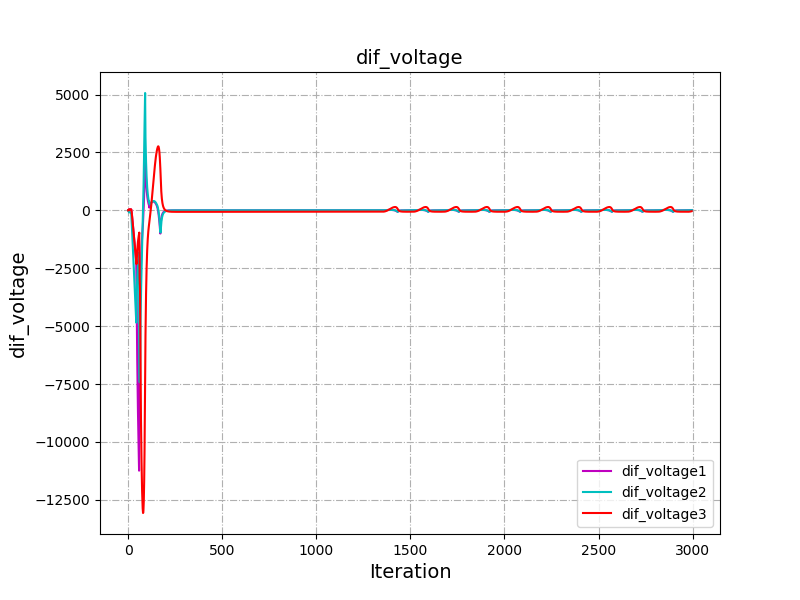 dif_voltage
dif_voltage
5000
2500
0
−2500
−5000
−7500
−10000
−12500
0
500
1000
1500
2000
2500
3000
Iteration
dif_voltage1
dif_voltage2
dif_voltage3